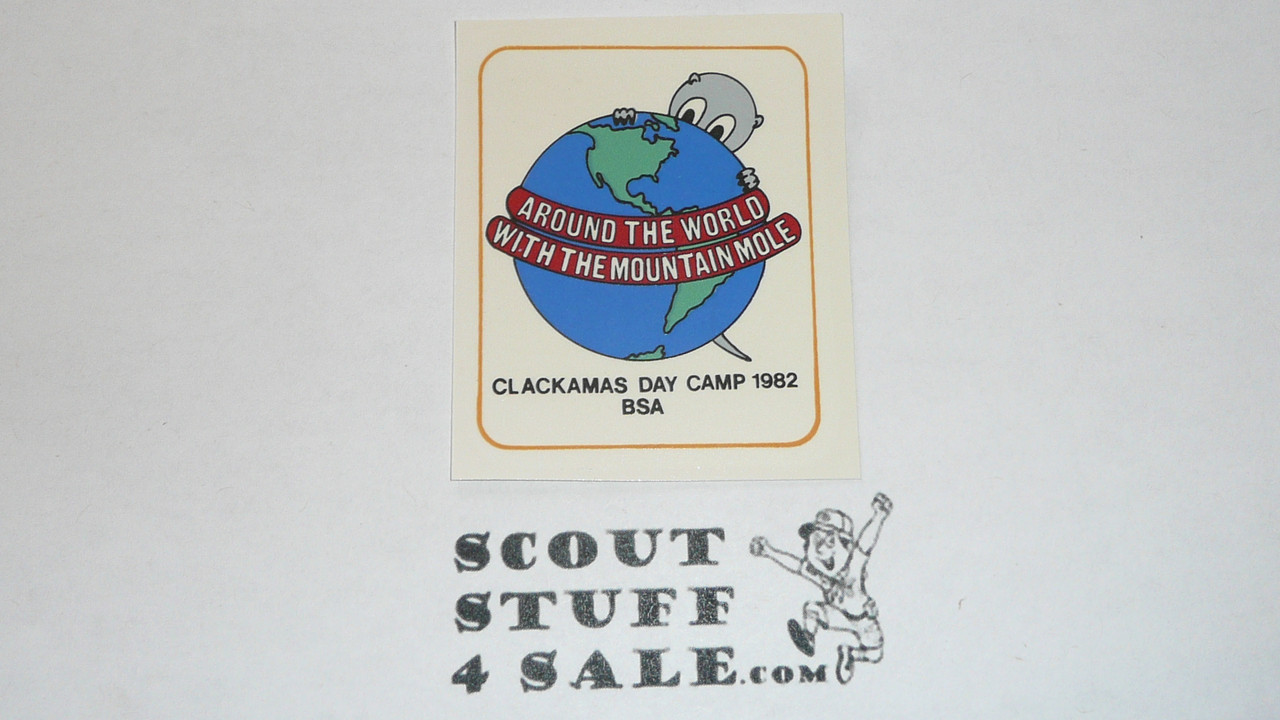 AROUND THE WORLD
WITH THE MOUNTAIN MOLE
CLACKAMAS DAY CAMP 1982
BSA
SCOUT
STUFF
4 SALE.COM